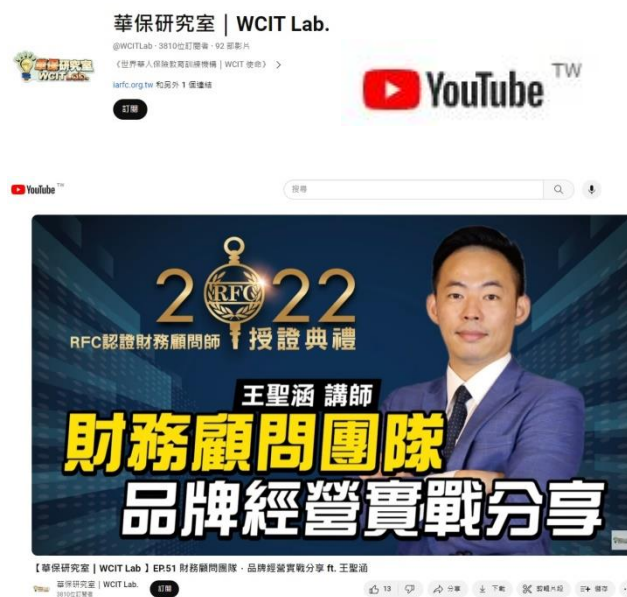 華保研究室 | WCIT Lab.
@WCITLab · 3810位訂閱者 · 92 部影片
《世界華人保險教育訓練機構 | WCIT 使命》 >
iarfc.org.tw 和另外 1 個連結
訂閱
華保研究室
WCIT Lab.
YouTube TW
YouTube TW
搜尋
2022
RFC
RFC認證財務顧問師 授證典禮
王聖涵 講師
財務顧問團隊
品牌經營實戰分享
【 華保研究室 | WCIT Lab 】EP.51 財務顧問團隊 · 品牌經營實戰分享 ft. 王聖涵
華保研究室 | WCIT Lab.
3810位訂閱者
訂閱
13
分享
下載
剪輯片段
儲存